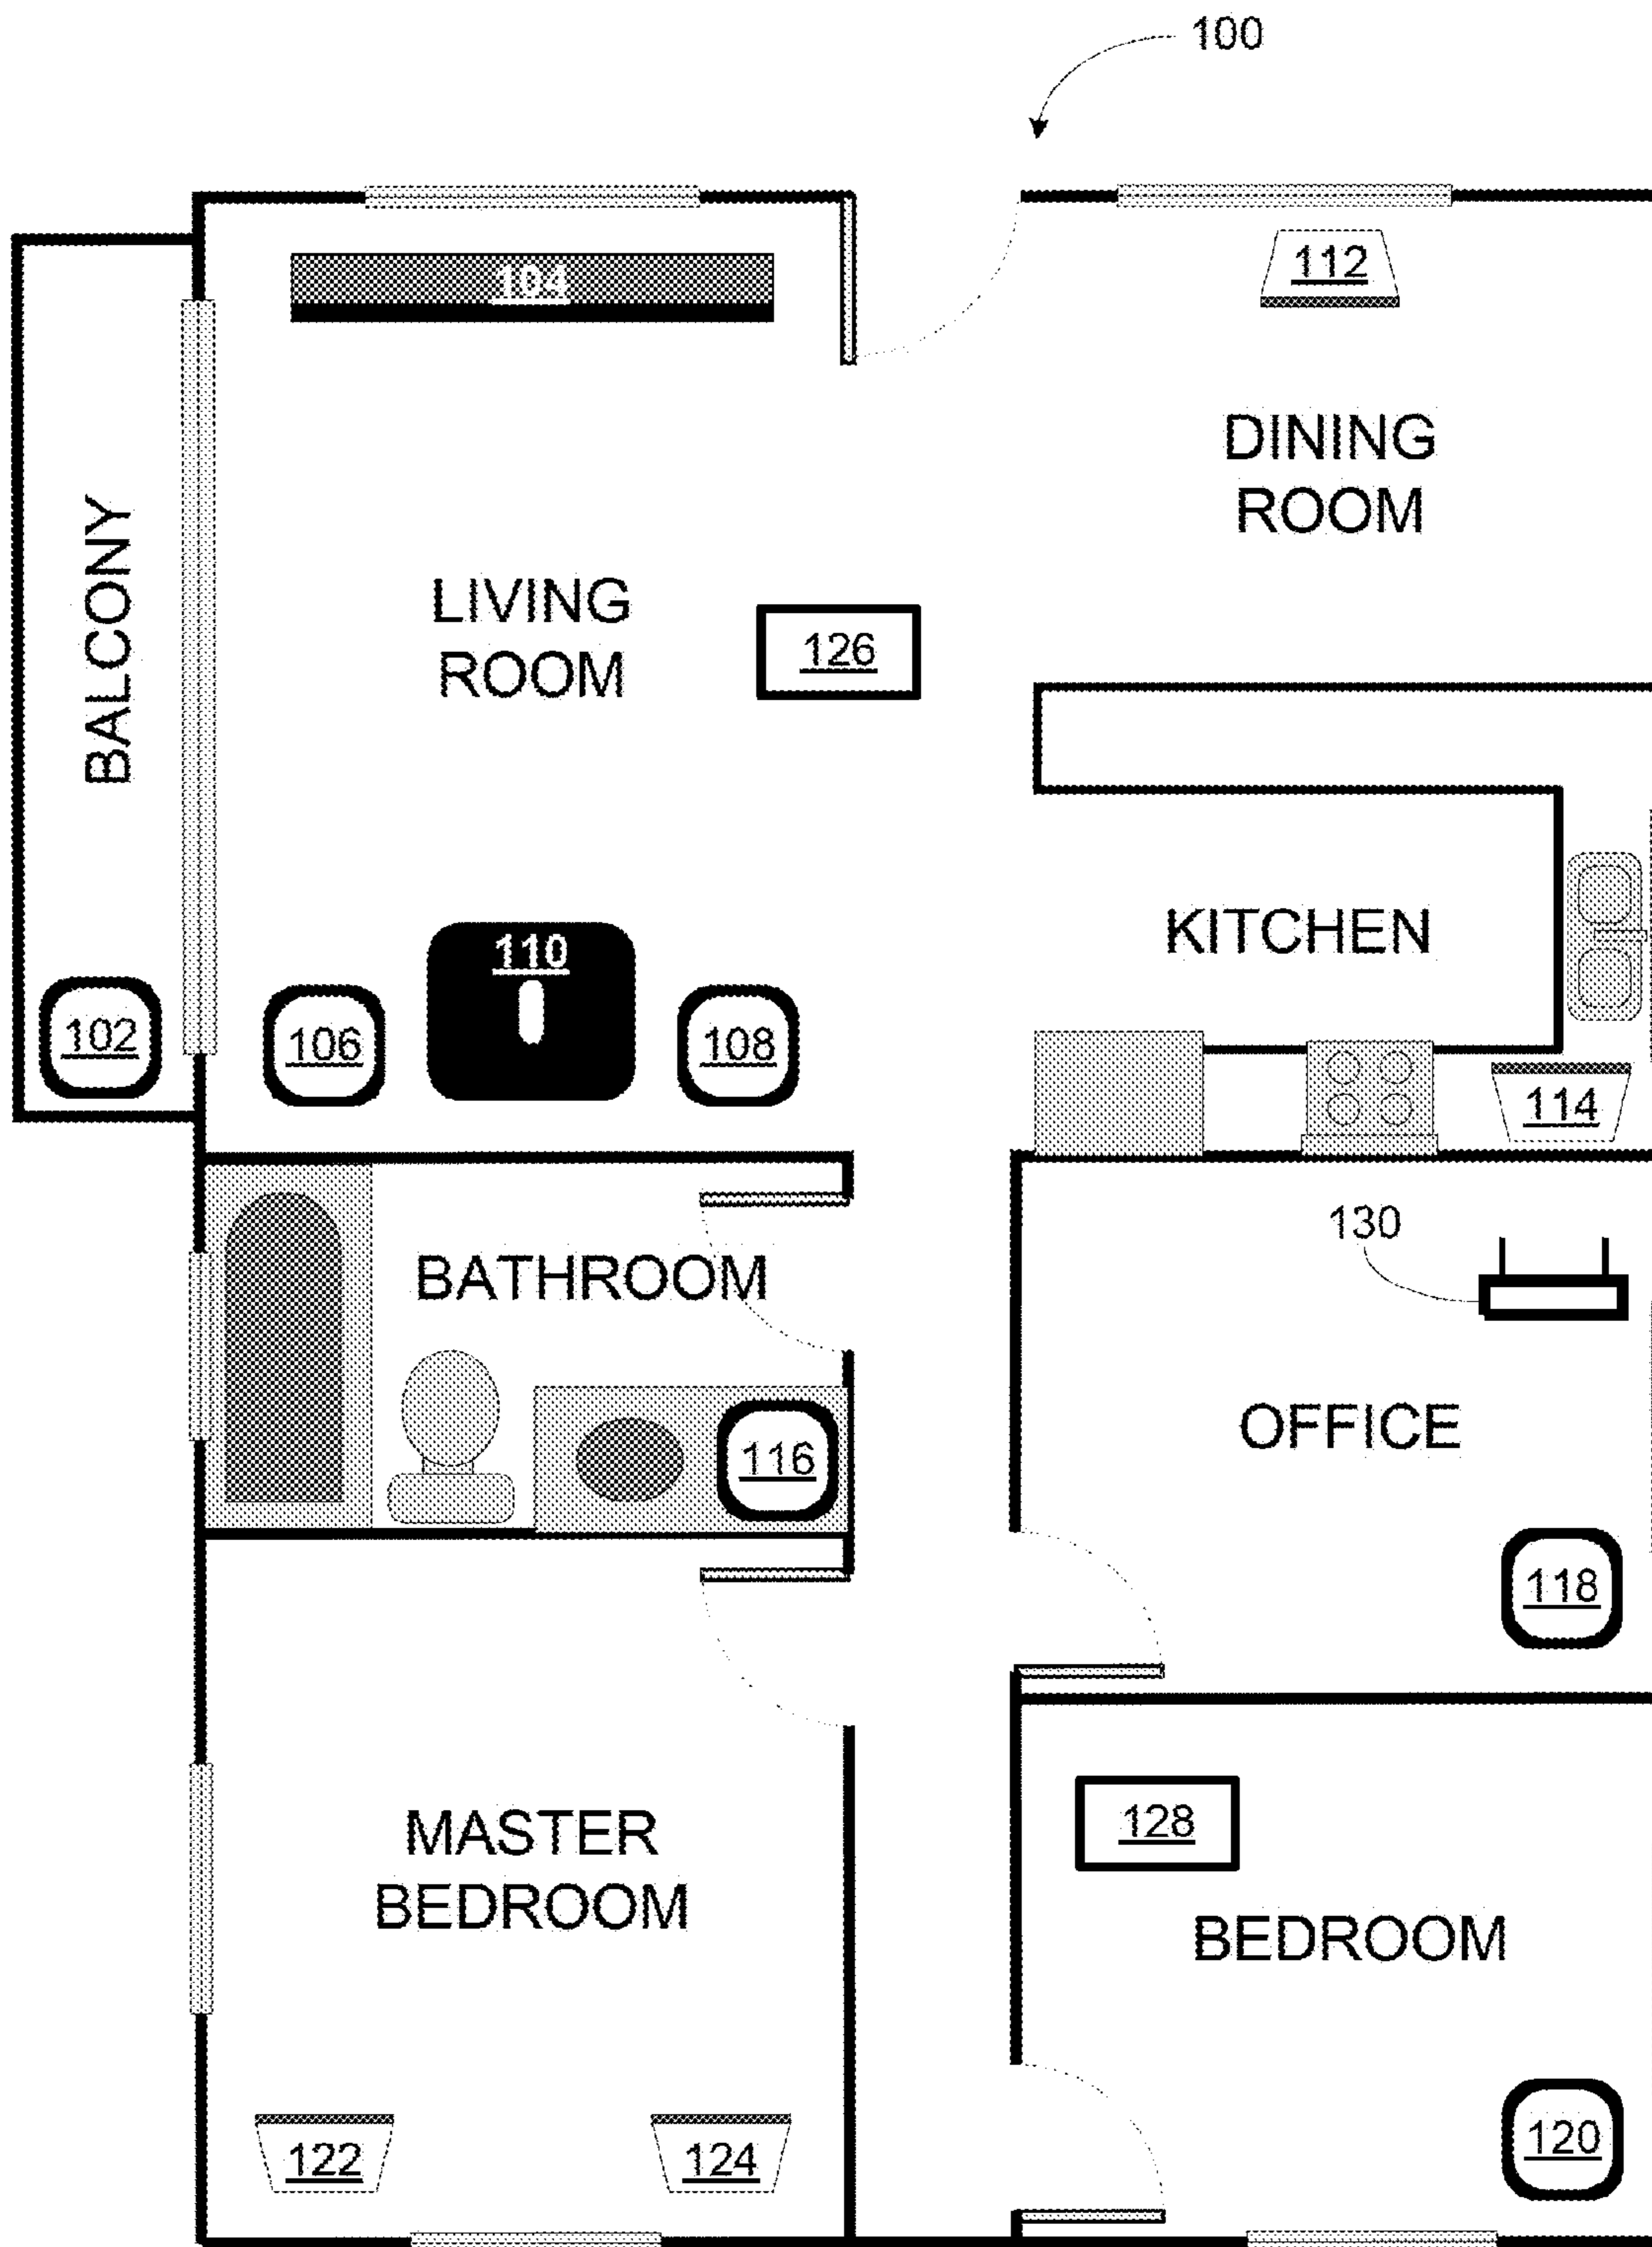 100
104
112
DINING
ROOM
BALCONY
LIVING
ROOM
126
KITCHEN
110
102
106
108
114
130
BATHROOM
OFFICE
116
118
128
MASTER
BEDROOM
BEDROOM
120
122
124